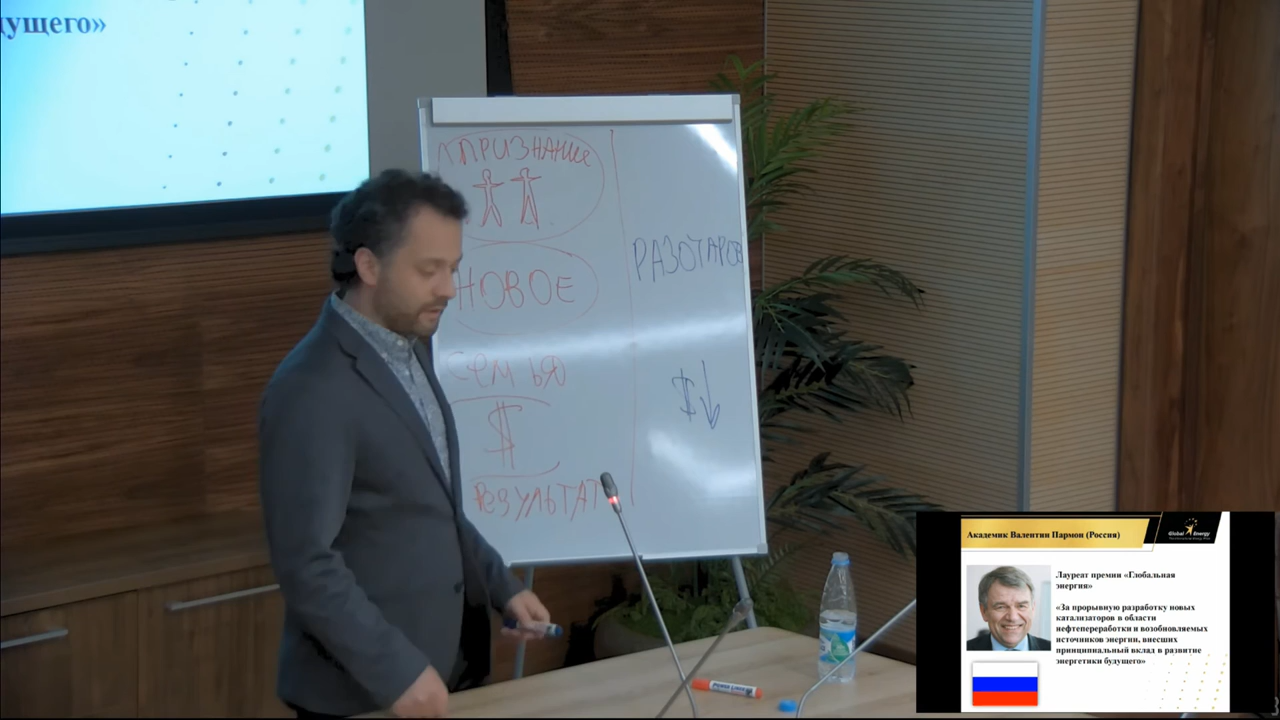 дущего»
ПРИЗНАНИЕ
НОВОЕ
СЕМЬЯ
$
РЕЗУЛЬТАТ
РАЗОЧАРОВ
$↓
Академик Валентин Пармон (Россия)
Global Energy
Лауреат премии «Глобальная
энергия»
«За прорывную разработку новых
катализаторов в области
нефтепереработки и возобновляемых
источников энергии, внесших
принципиальный вклад в развитие
энергетики будущего»